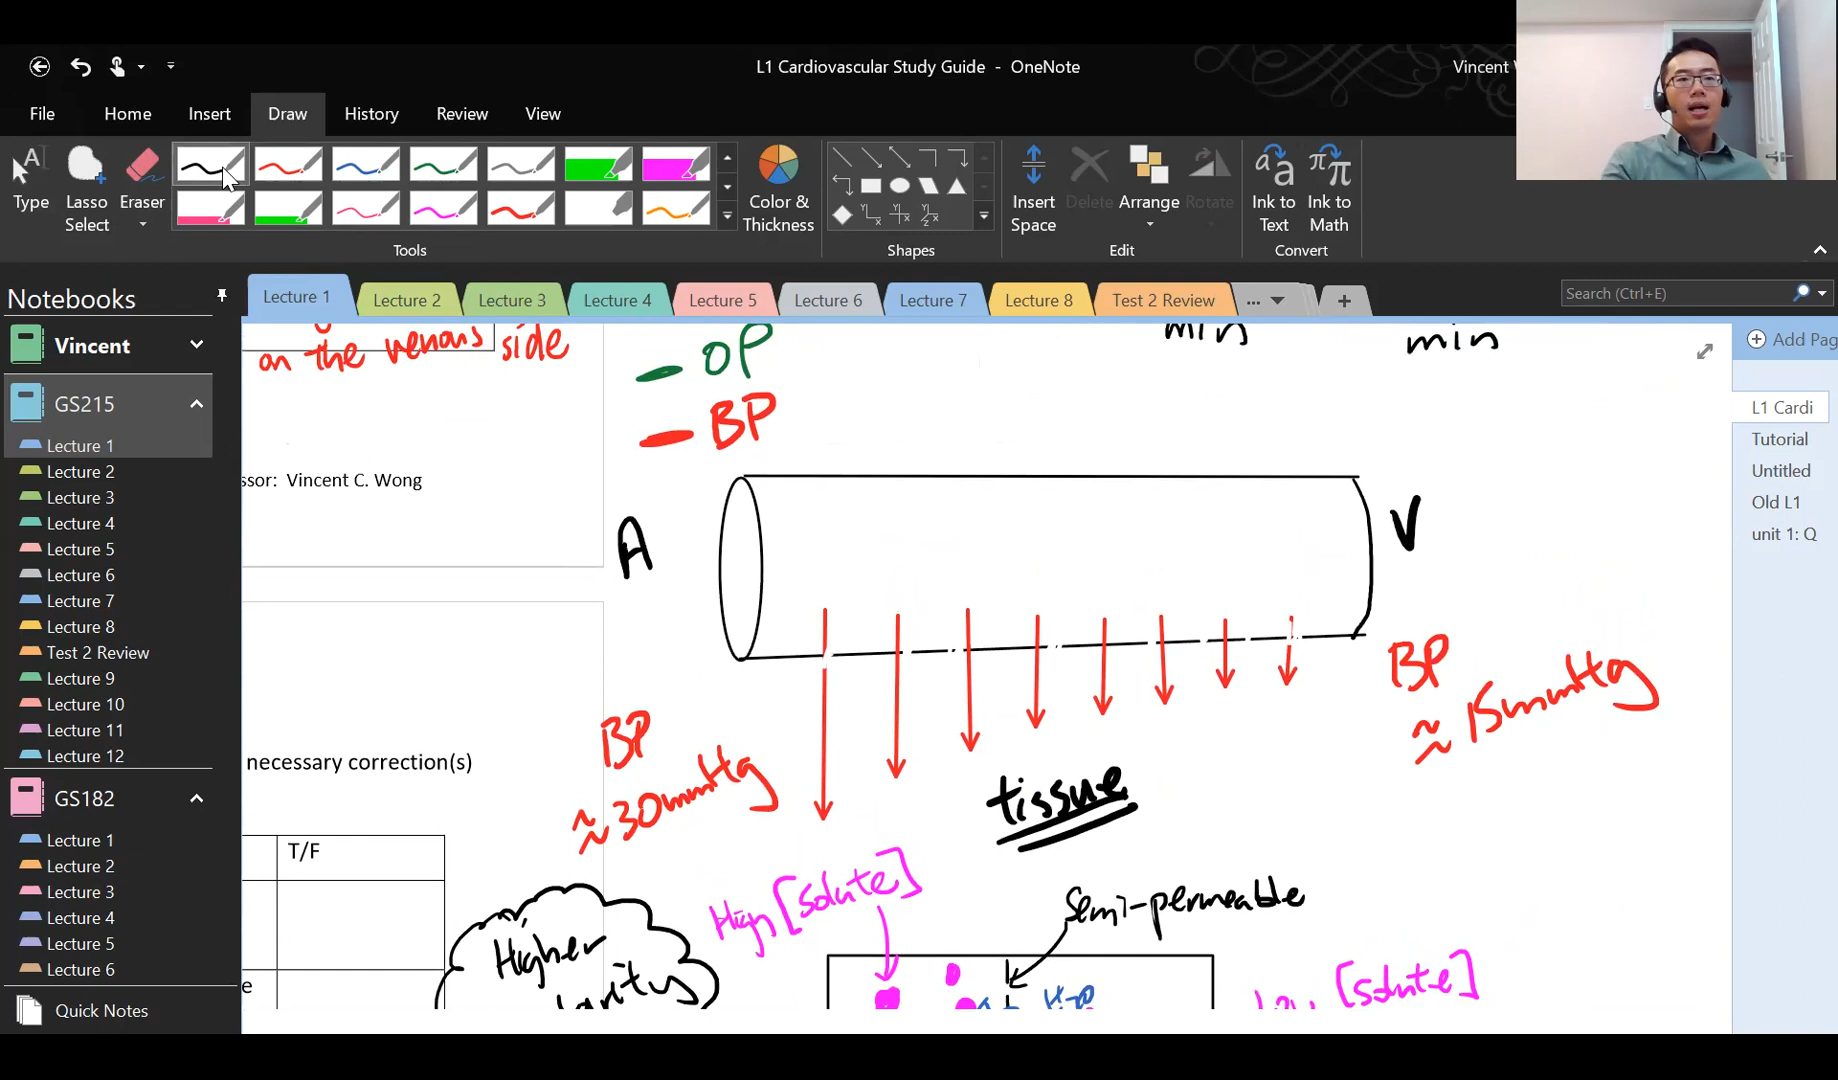 L1 Cardiovascular Study Guide - OneNote
Vincent
File Home Insert Draw History Review View
Type
Lasso Select
Eraser
Color & Thickness
Insert Space
Delete
Arrange
Rotate
Ink to Text
Ink to Math
Tools
Shapes
Edit
Convert
Notebooks
Lecture 1 Lecture 2 Lecture 3 Lecture 4 Lecture 5 Lecture 6 Lecture 7 Lecture 8 Test 2 Review ...
Search (Ctrl+E)
Vincent
GS215
Lecture 1
Lecture 2
Lecture 3
Lecture 4
Lecture 5
Lecture 6
Lecture 7
Lecture 8
Test 2 Review
Lecture 9
Lecture 10
Lecture 11
Lecture 12
GS182
Lecture 1
Lecture 2
Lecture 3
Lecture 4
Lecture 5
Lecture 6
Quick Notes
on the venous side
ssor: Vincent C. Wong
necessary correction(s)
T/F
e
- OP
- BP
min
min
A
V
BP
≈ 30mmHg
BP
≈ 15mmHg
tissue
High [Solute]
Semi-permeable
Higher
[Solute]
Add Pag
L1 Cardi
Tutorial
Untitled
Old L1
unit 1: Q